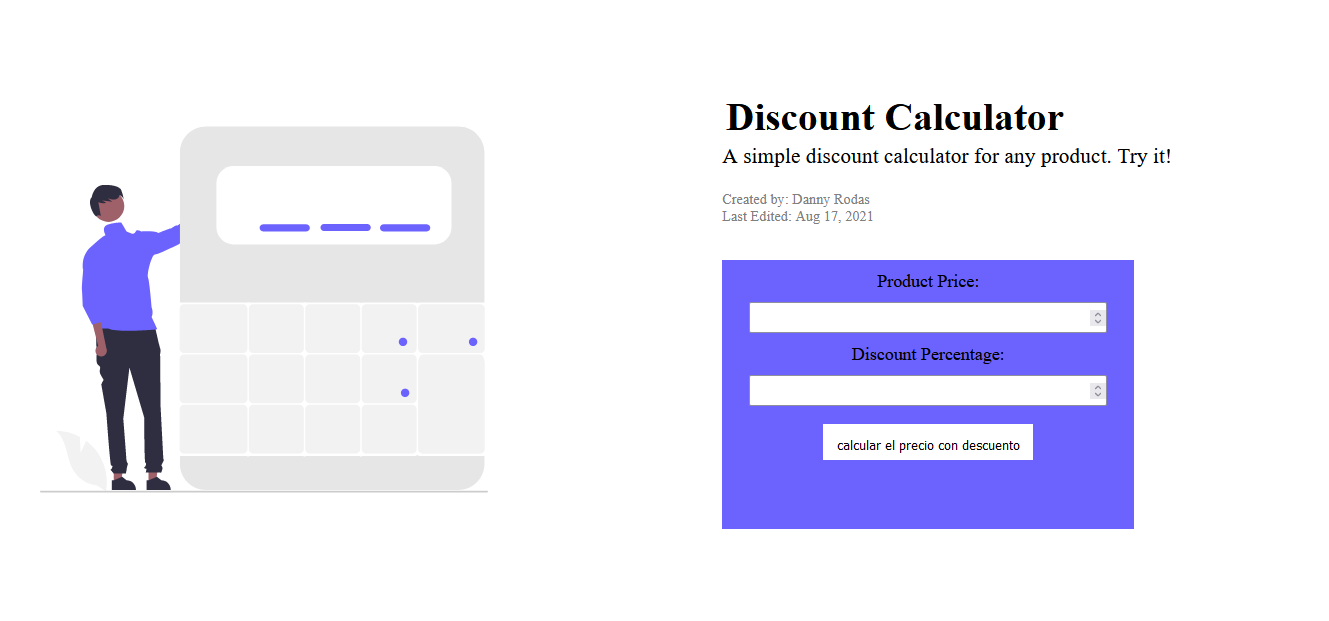 Discount Calculator
A simple discount calculator for any product. Try it!
Created by: Danny Rodas
Last Edited: Aug 17, 2021
Product Price:
Discount Percentage:
calcular el precio con descuento